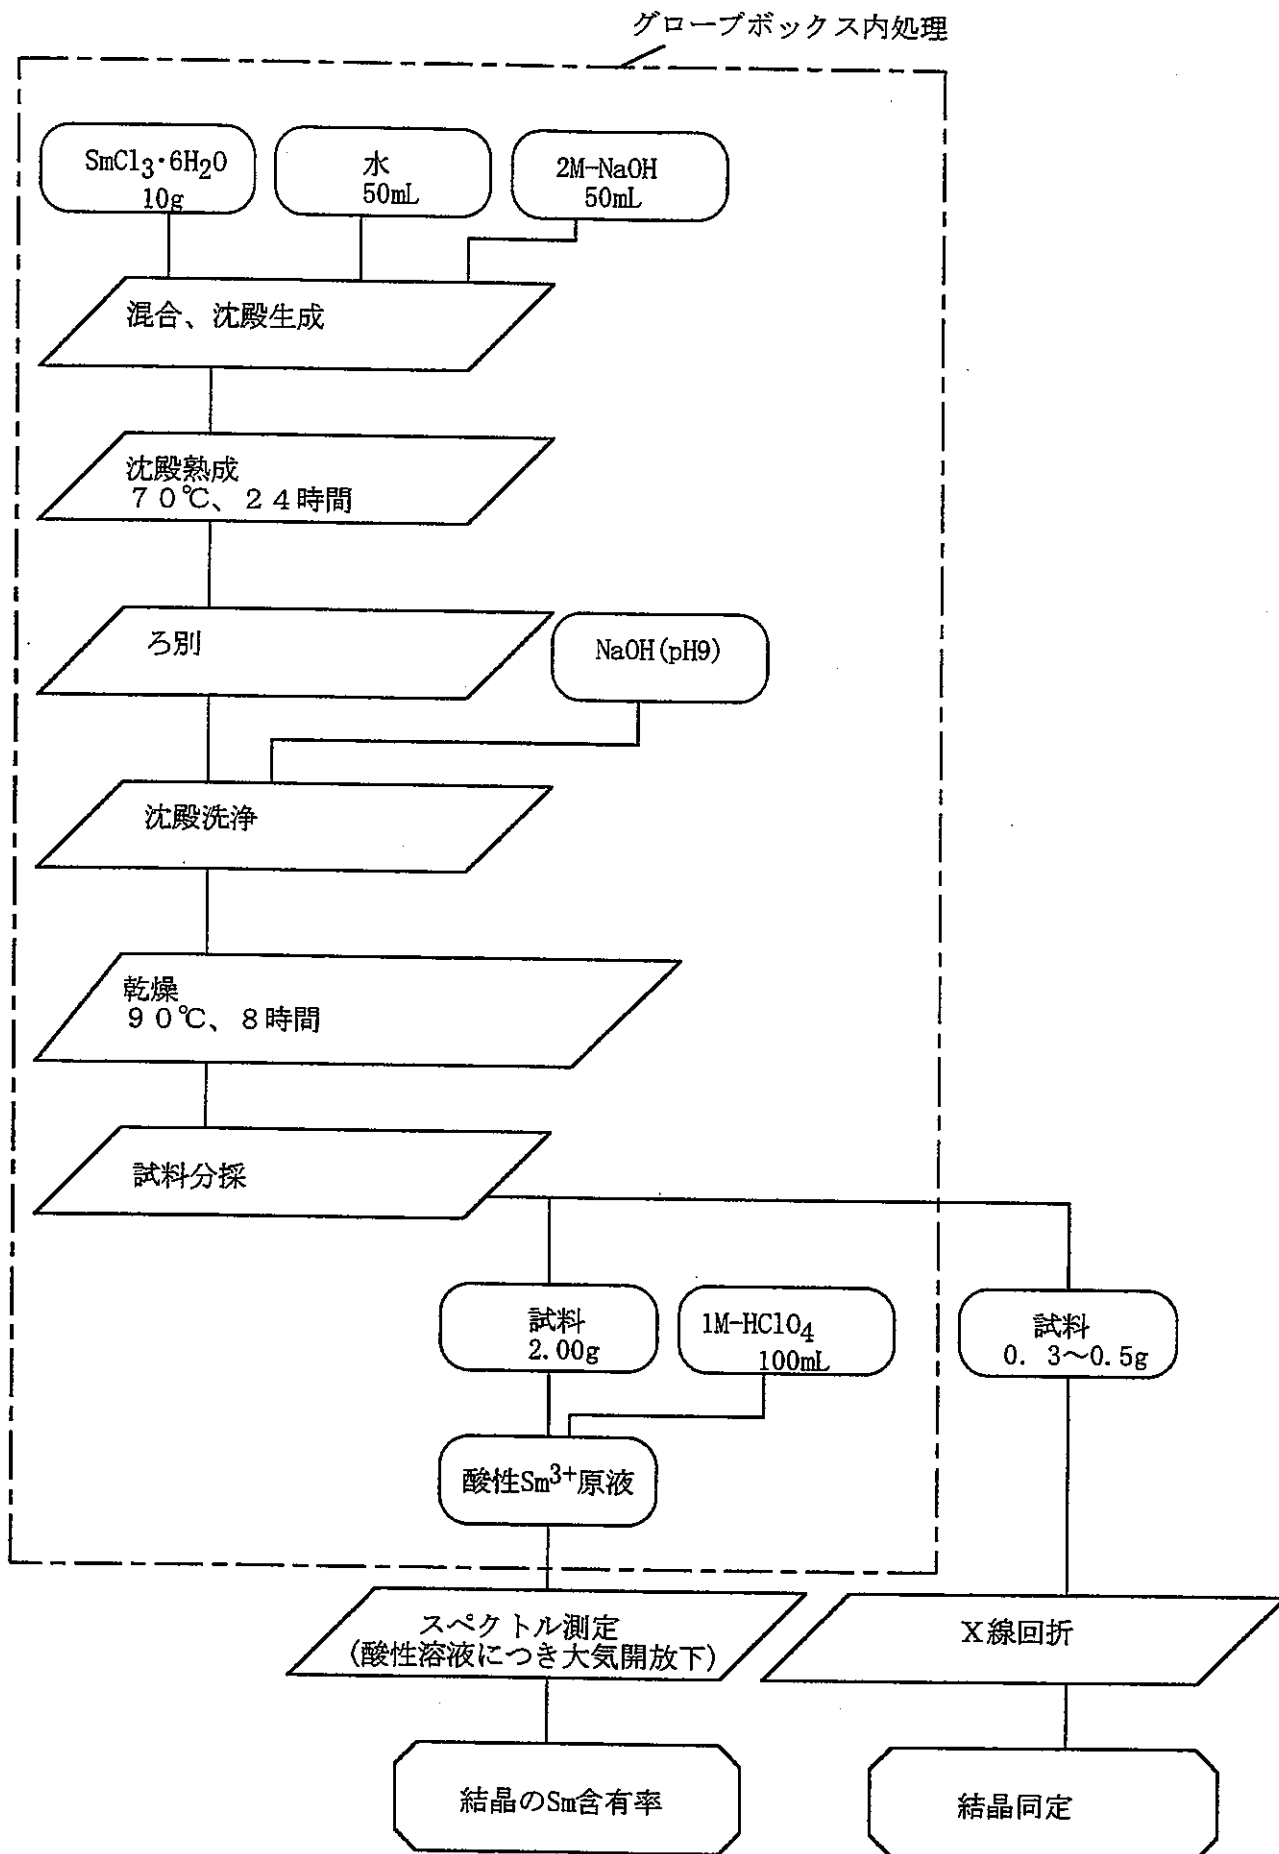 グローブボックス内処理
SmCl3・6H2O
10g
水
50mL
2M-NaOH
50mL
混合、沈殿生成
沈殿熟成
70℃、24時間
ろ別
NaOH(pH9)
沈殿洗浄
乾燥
90℃、8時間
試料分採
試料
2.00g
1M-HClO4
100mL
試料
0. 3〜0.5g
酸性Sm3+原液
スペクトル測定
(酸性溶液につき大気開放下)
X線回折
結晶のSm含有率
結晶同定